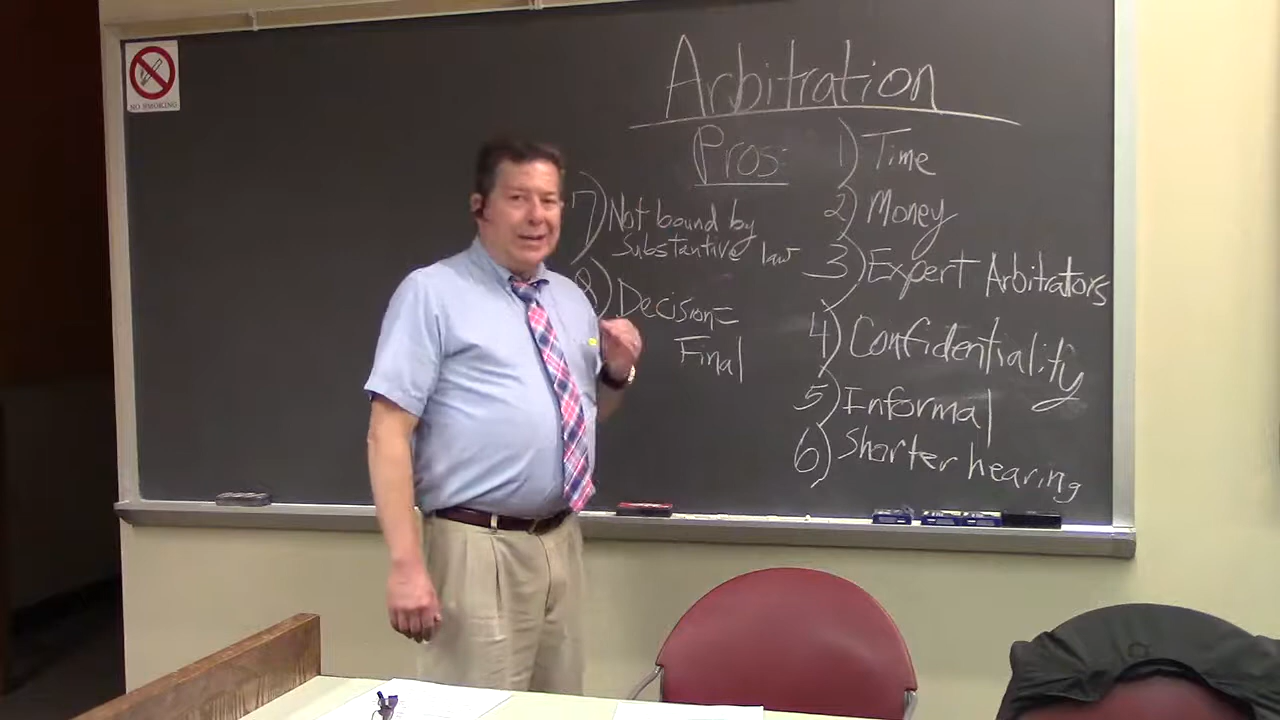 NO SMOKING
Arbitration
Pros:
1) Time
2) Money
3) Expert Arbitrators
4) Confidentiality
5) Informal
6) Shorter hearing
7) Not bound by
Substantive law
8) Decision=
Final